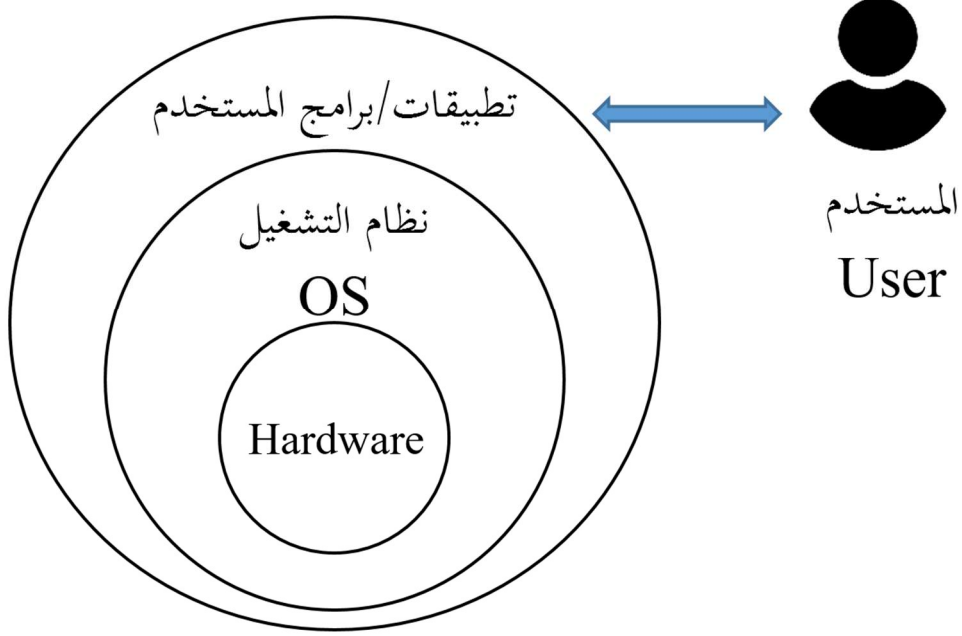 تطبيقات/برامج المستخدم
نظام التشغيل
OS
Hardware
المستخدم
User